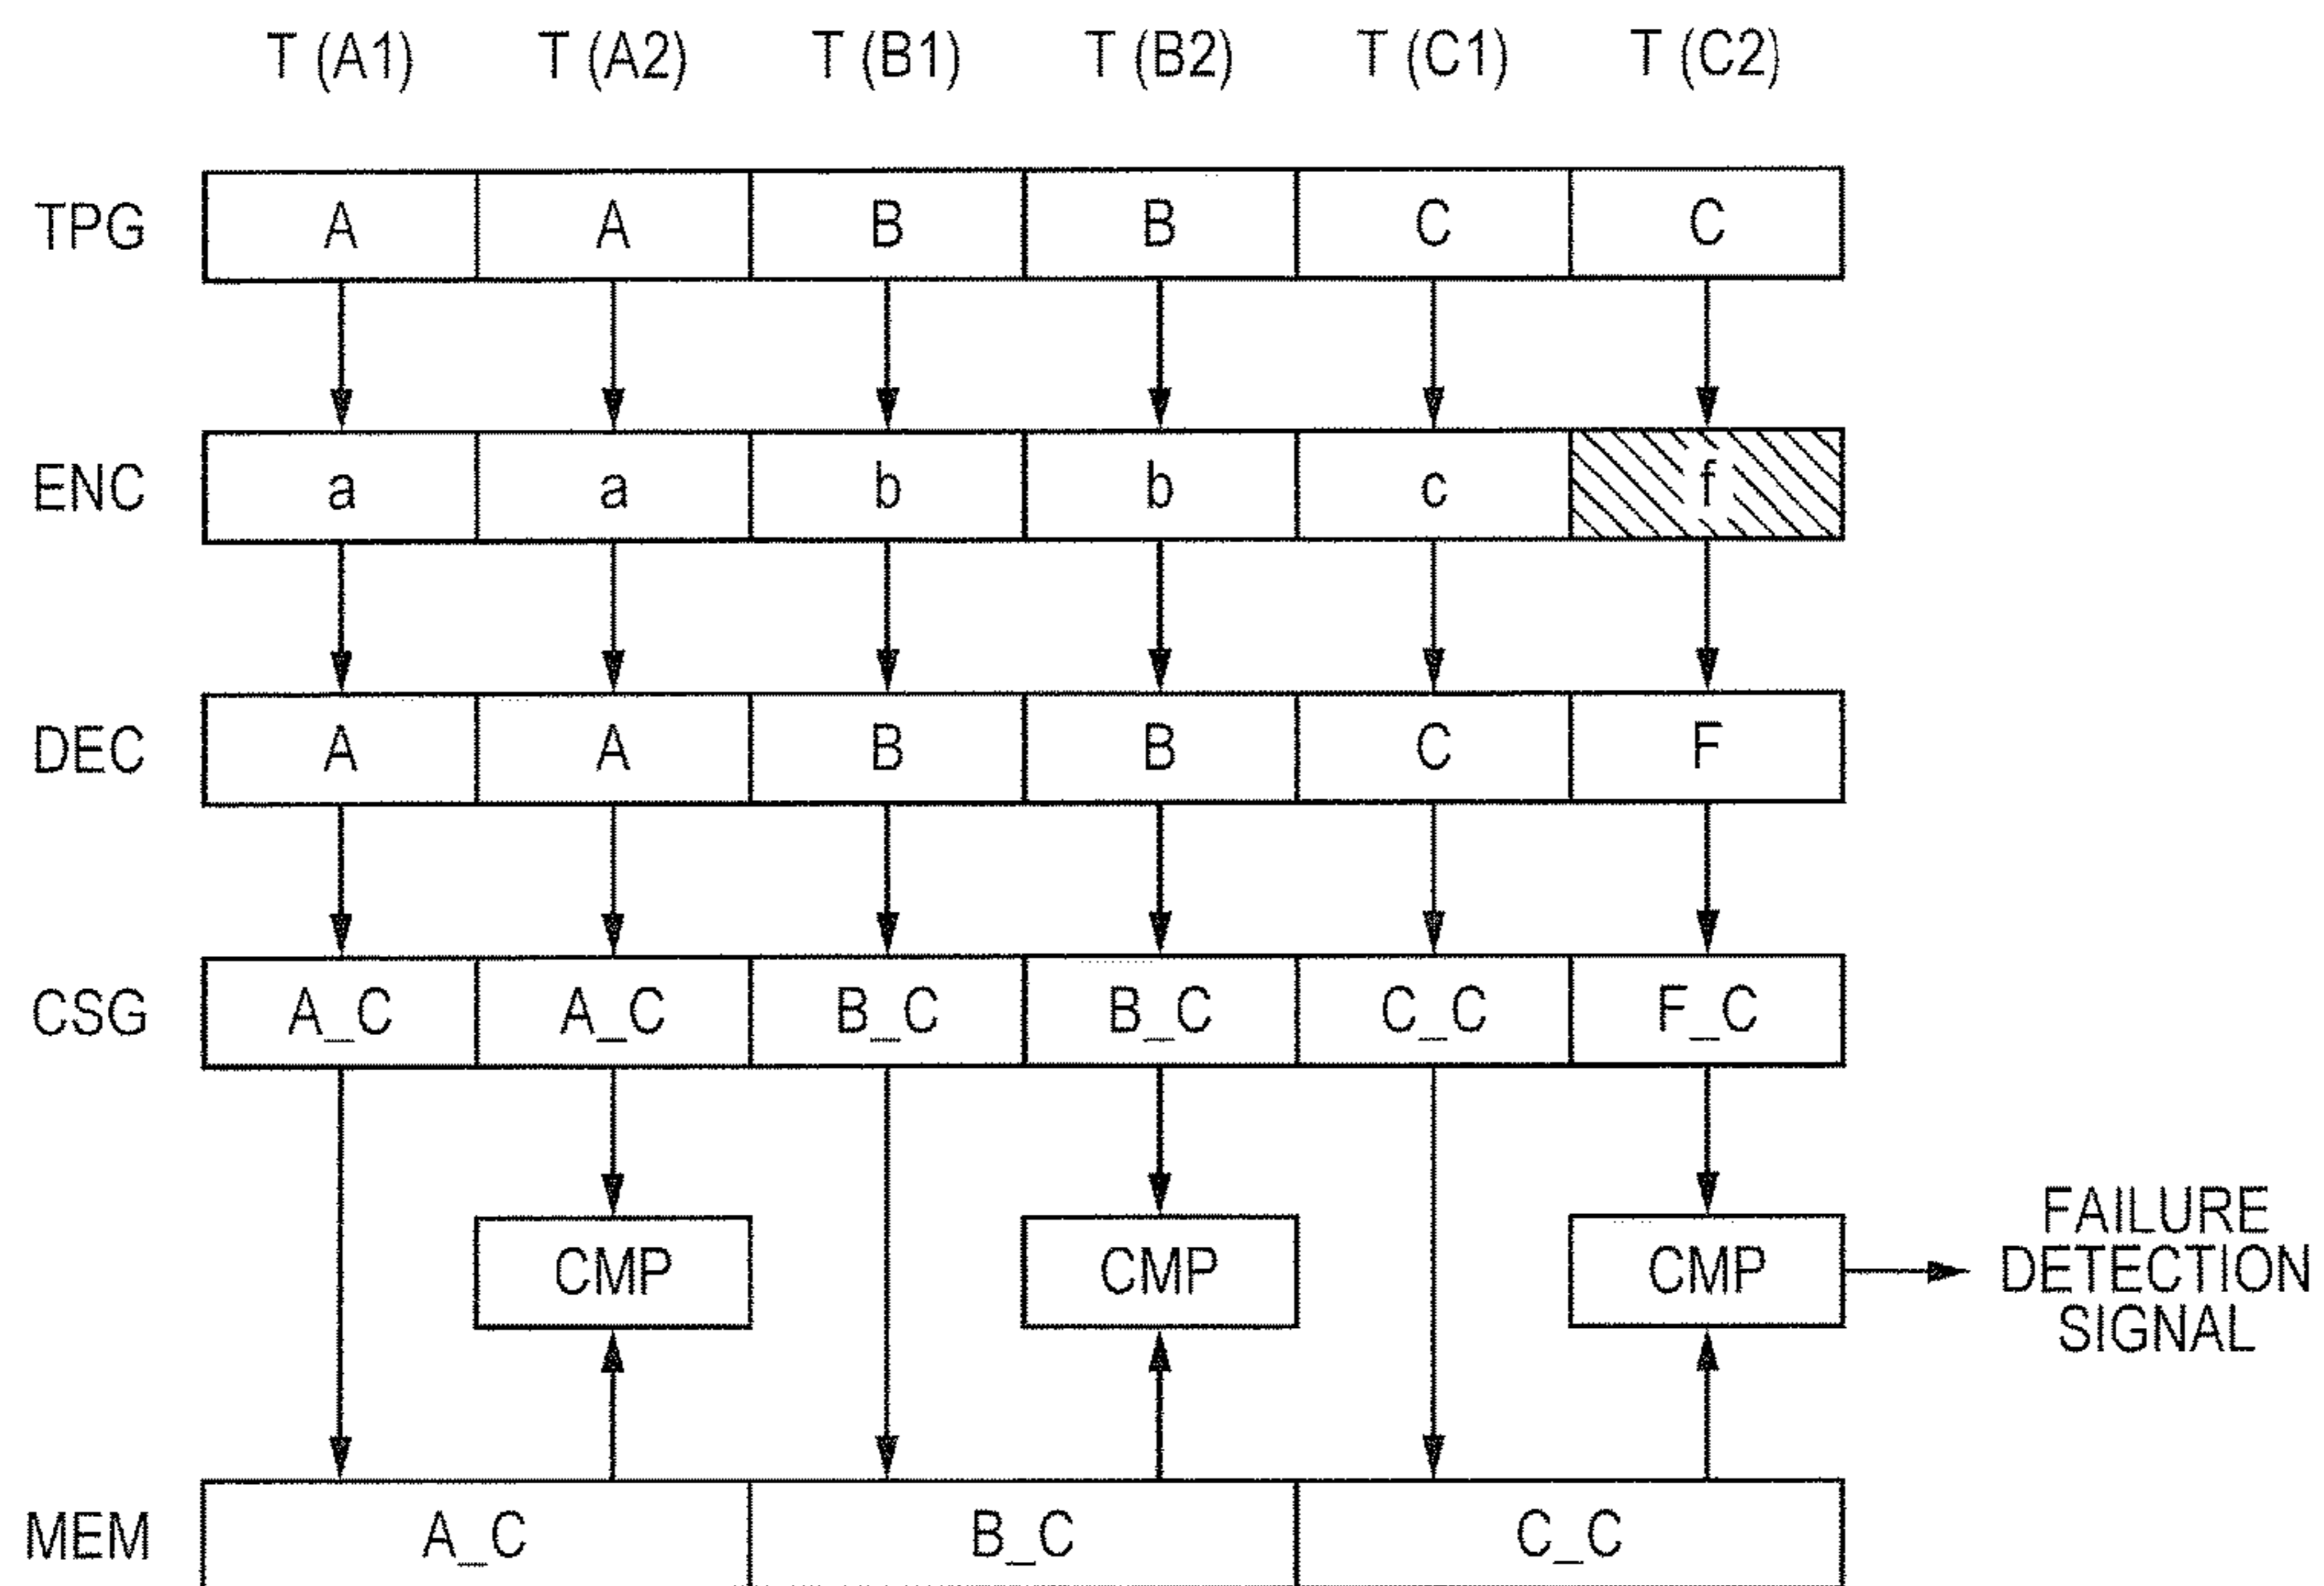 T (A1) T (A2) T (B1) T (B2) T (C1) T (C2)
TPG A A B B C C
ENC a a b b c f
DEC A A B B C F
CSG A_C A_C B_C B_C C_C F_C
CMP CMP CMP
FAILURE
DETECTION
SIGNAL
MEM A_C B_C C_C